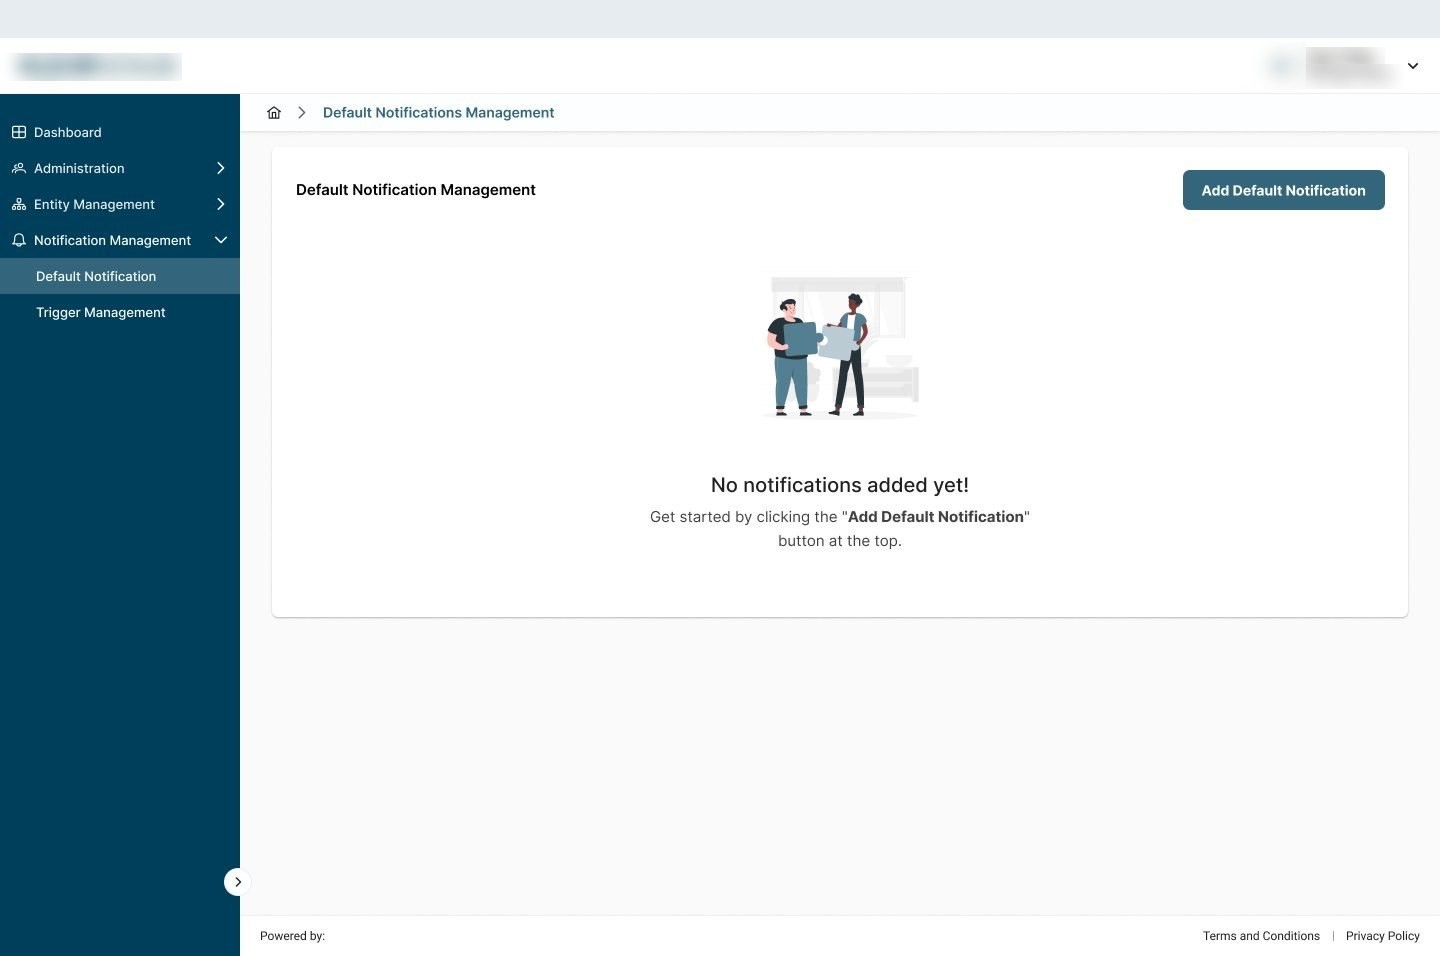 Default Notifications Management
Dashboard
Administration
Entity Management
Notification Management
Default Notification
Trigger Management
Default Notification Management
Add Default Notification
No notifications added yet!
Get started by clicking the "Add Default Notification"
button at the top.
Powered by:
Terms and Conditions | Privacy Policy